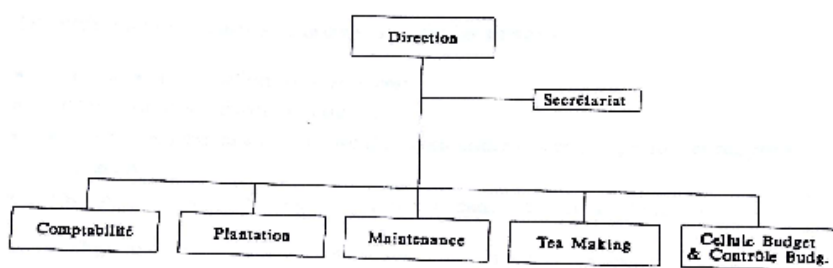 Direction
Secrétariat
Comptabilité
Plantation
Maintenance
Tea Making
Cellule Budget
& Contrôle Budg.